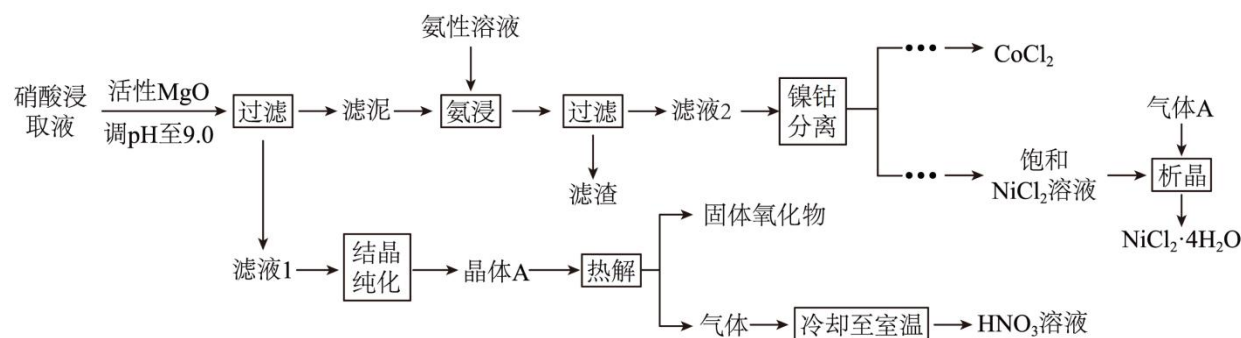 氨性溶液
硝酸浸
取液
活性MgO
调pH至9.0
过滤
滤泥
氨浸
过滤
滤液2
镍钴
分离
•••
CoCl₂
•••
饱和
NiCl₂溶液
气体A
析晶
NiCl₂·4H₂O
滤渣
滤液1
结晶
纯化
晶体A
热解
固体氧化物
气体
冷却至室温
HNO₃溶液